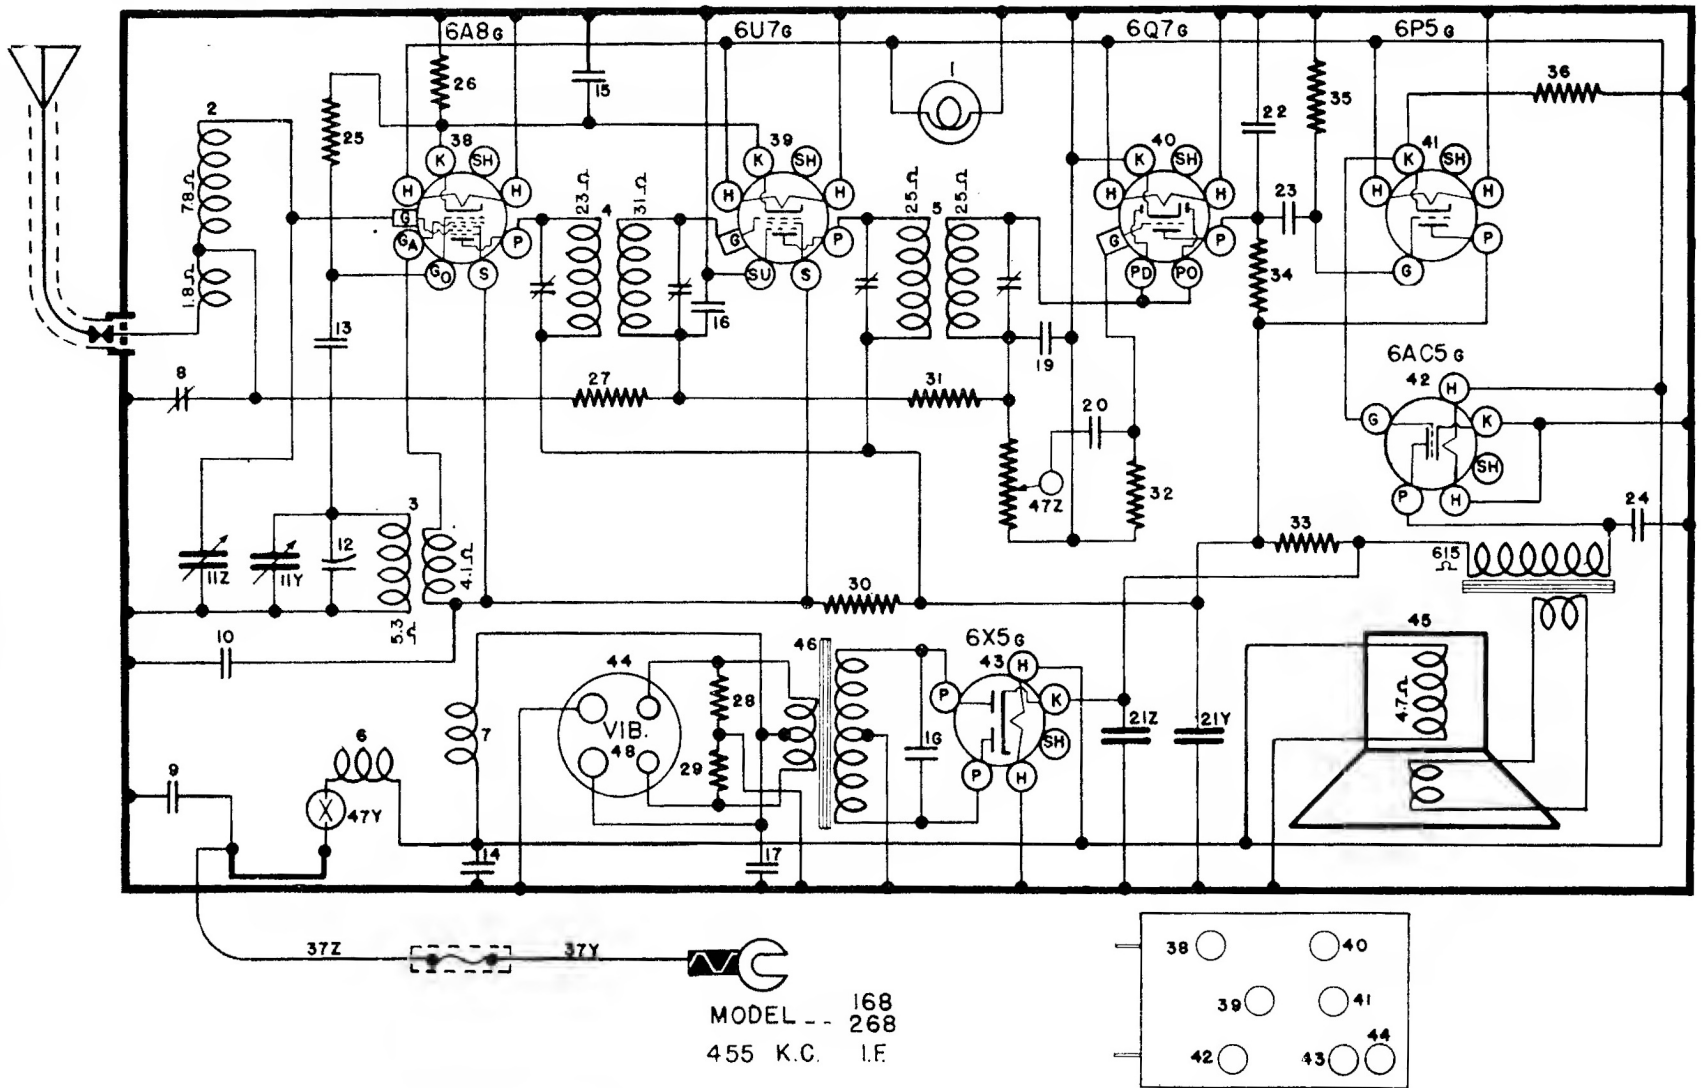 6A8G
6U7G
6Q7G
6P5G
1
2
26
15
36
35
25
38
39
40
22
41
K SH
K SH
K SH
K SH
H H
H H
H H
H H
7.8Ω
23Ω
4
31Ω
25Ω
5
25Ω
23
G
G
G
P
P
P
P
GA
GO
S
SU
S
PD
PO
G
34
1.8Ω
13
16
19
6AC5G
42
8
27
31
20
H
G
K
SH
P
H
47Z
32
24
3
12
11Z
11Y
4.1Ω
33
615
Ω
30
5.3
Ω
10
6X5G
45
44
46
43
H
28
P
K
4.7Ω
7
VIB.
48
21Z
21Y
6
29
16
SH
P
H
9
47Y
14
17
37Z
37Y
38
40
39
41
44
42
43
MODEL -- 168
268
455 K.C. I.F.